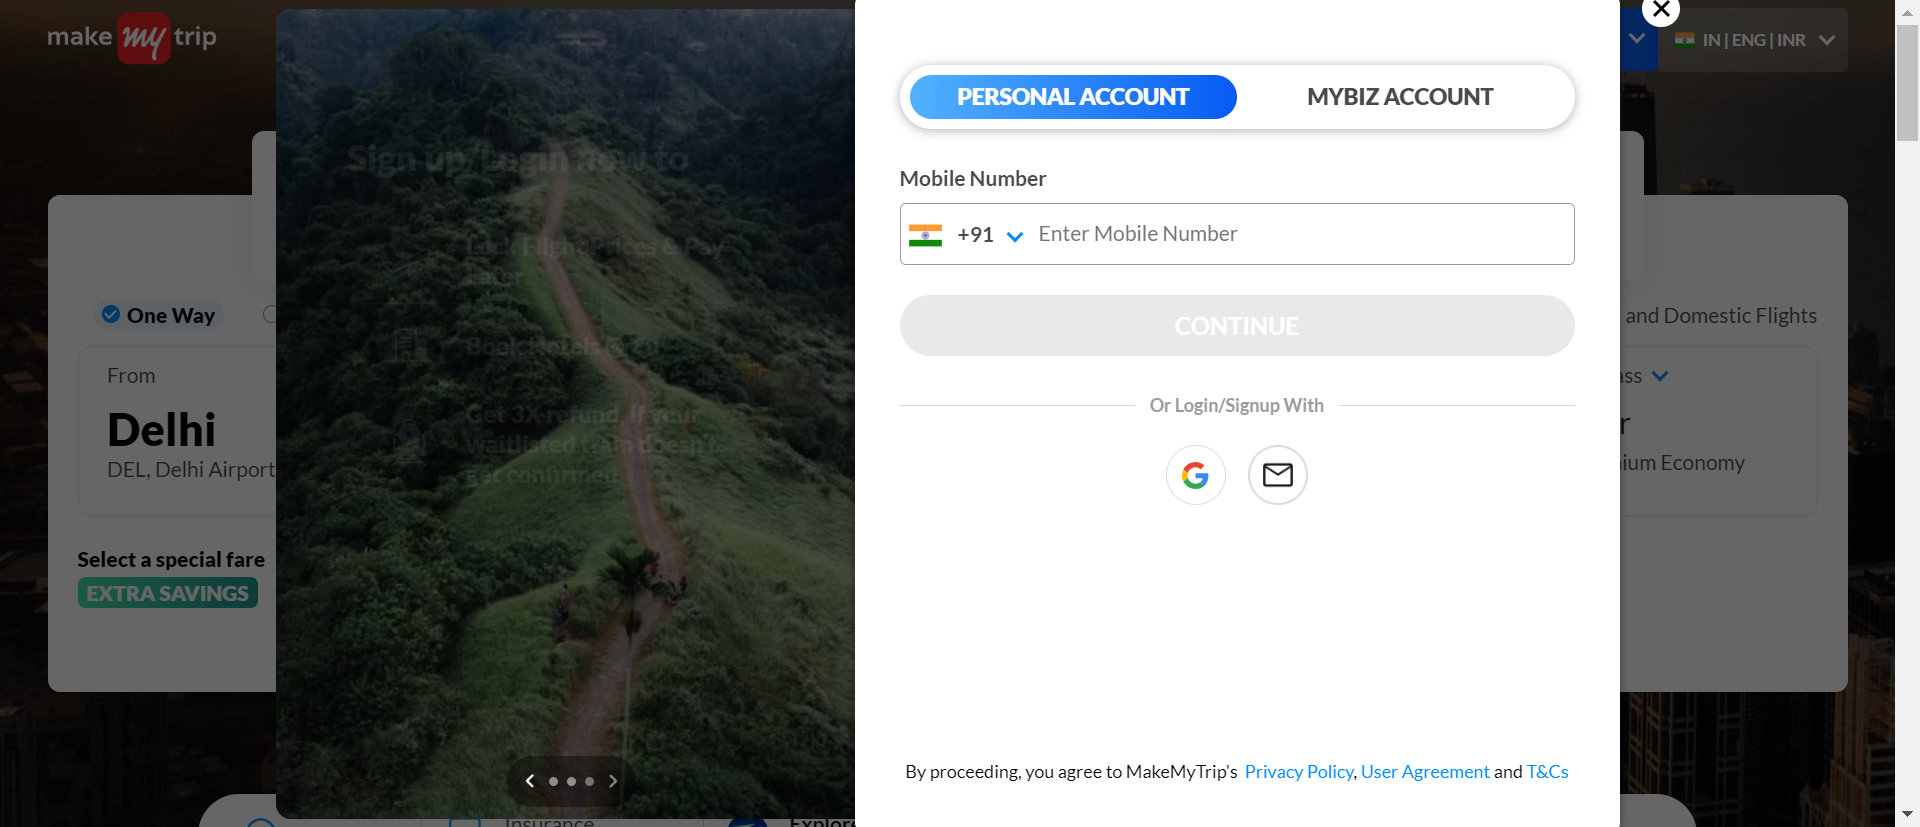 make my trip
IN | ENG | INR
PERSONAL ACCOUNT
MYBIZ ACCOUNT
Sign up/Login now to
Mobile Number
+91
Enter Mobile Number
Lock Flight Prices & Pay
Later
CONTINUE
One Way
and Domestic Flights
Book Hotels @ ₹0
From
Delhi
DEL, Delhi Airport
Or Login/Signup With
Get 3X refund, if your
waitlisted train doesn't
get confirmed
Economy
Select a special fare
EXTRA SAVINGS
By proceeding, you agree to MakeMyTrip's Privacy Policy, User Agreement and T&Cs
Insurance
Explore